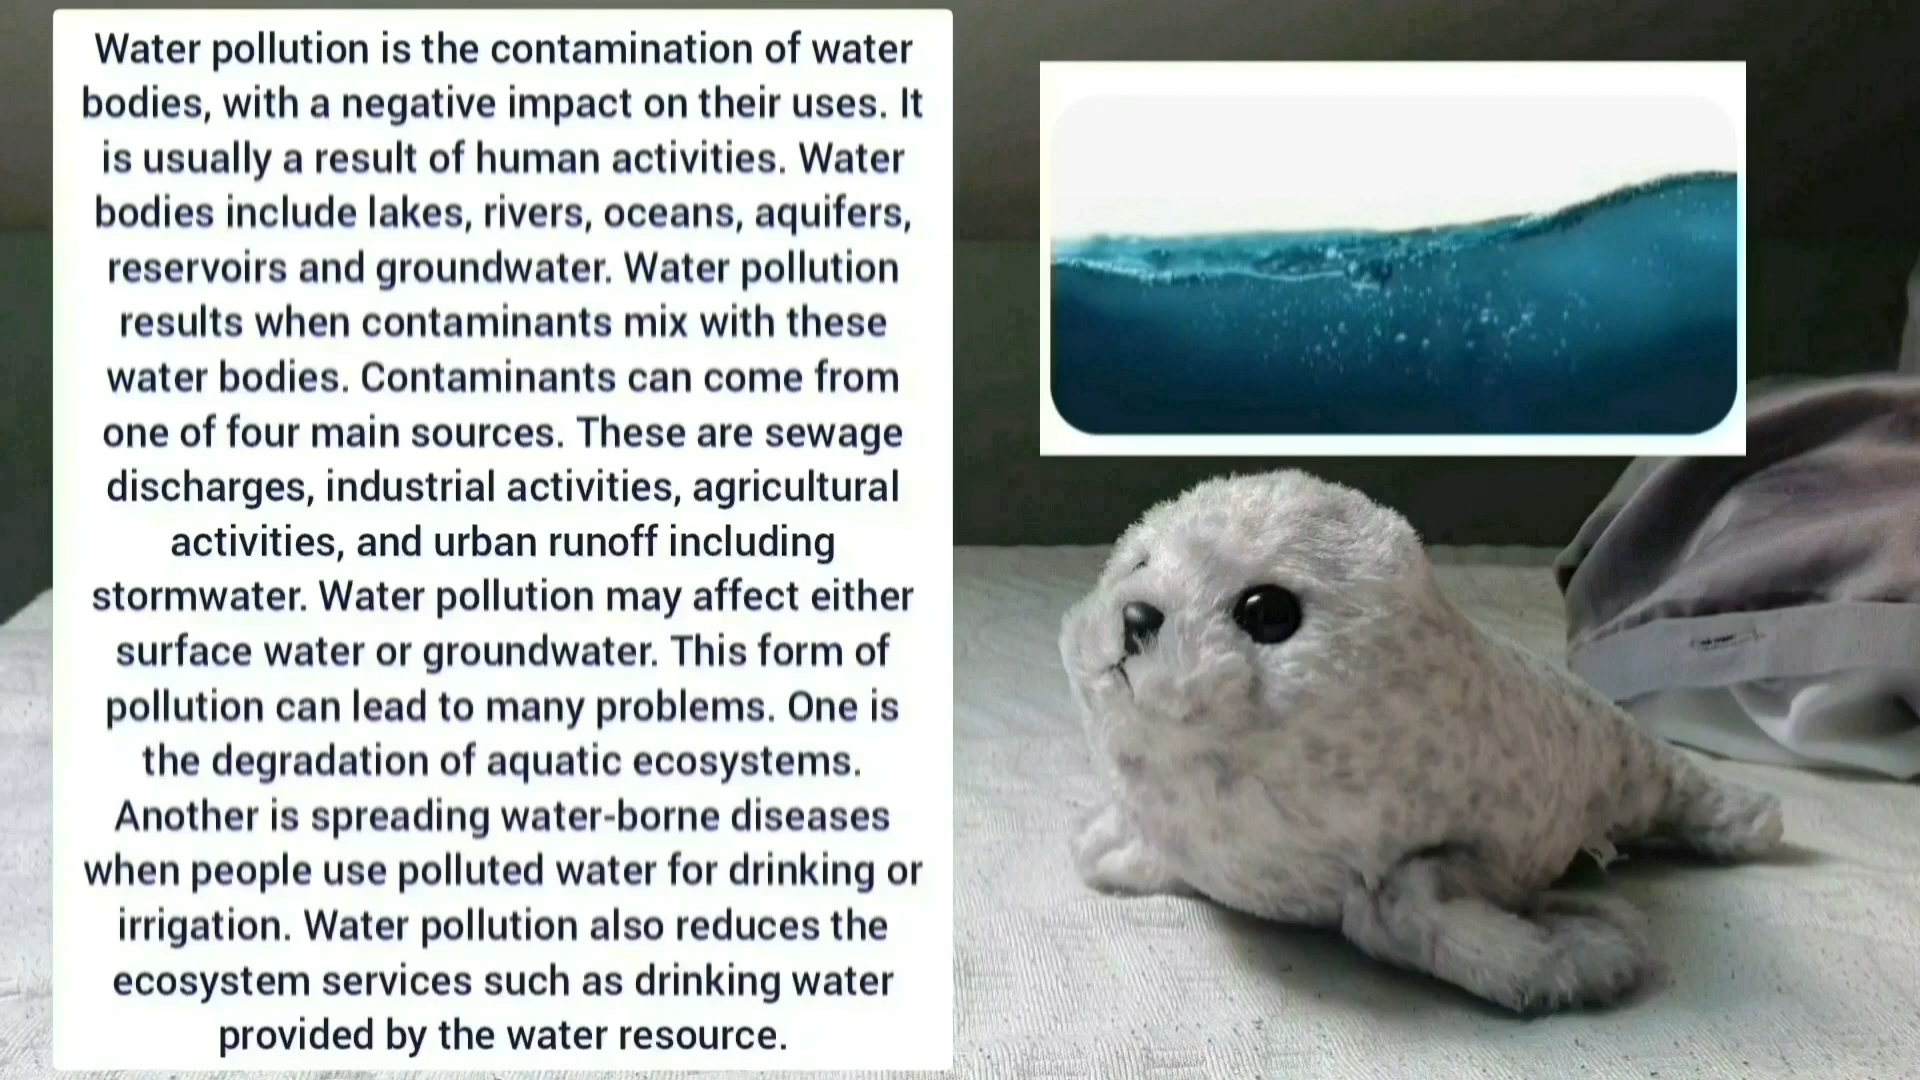 Water pollution is the contamination of water
bodies, with a negative impact on their uses. It
is usually a result of human activities. Water
bodies include lakes, rivers, oceans, aquifers,
reservoirs and groundwater. Water pollution
results when contaminants mix with these
water bodies. Contaminants can come from
one of four main sources. These are sewage
discharges, industrial activities, agricultural
activities, and urban runoff including
stormwater. Water pollution may affect either
surface water or groundwater. This form of
pollution can lead to many problems. One is
the degradation of aquatic ecosystems.
Another is spreading water-borne diseases
when people use polluted water for drinking or
irrigation. Water pollution also reduces the
ecosystem services such as drinking water
provided by the water resource.